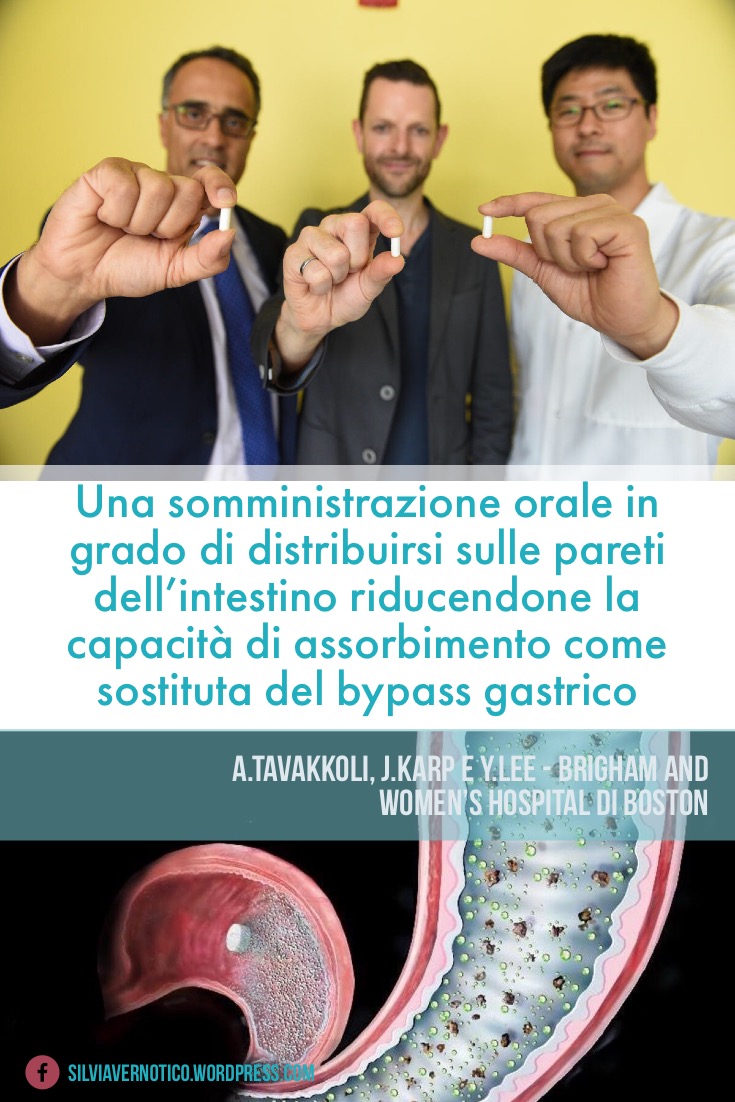 Una somministrazione orale in
grado di distribuirsi sulle pareti
dell’intestino riducendone la
capacità di assorbimento come
sostituta del bypass gastrico
A.TAVAKKOLI, J.KARP E Y.LEE - BRIGHAM AND
WOMEN'S HOSPITAL DI BOSTON
f SILVIAVERNOTICO.WORDPRESS.COM